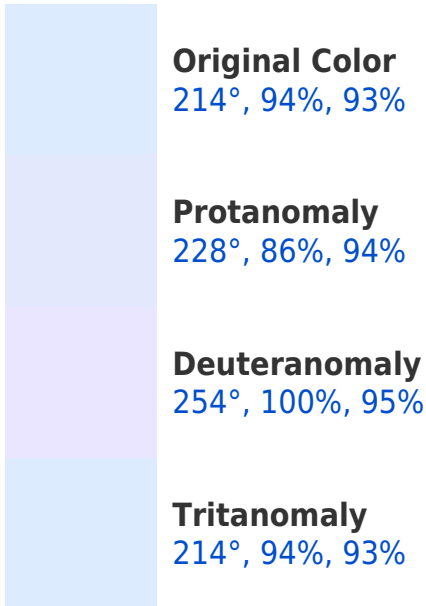 Original Color
214°, 94%, 93%
Protanomaly
228°, 86%, 94%
Deuteranomaly
254°, 100%, 95%
Tritanomaly
214°, 94%, 93%